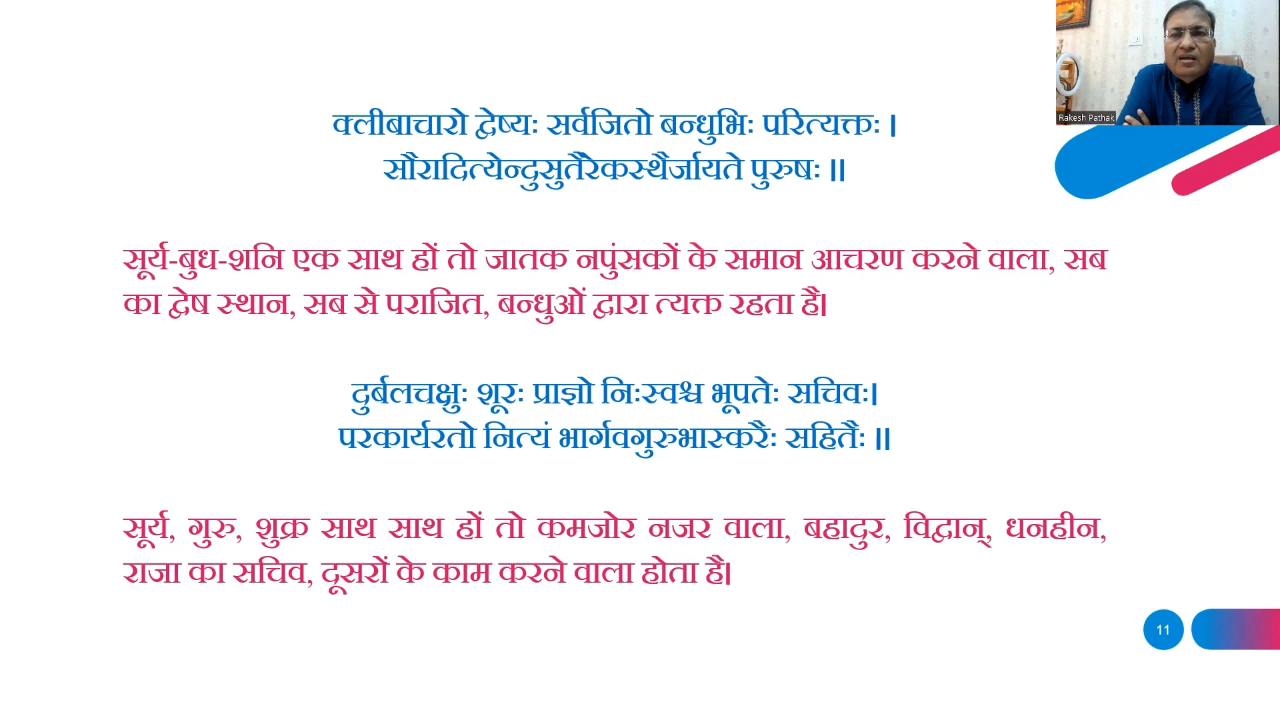 क्लीबाचारो द्वेष्यः सर्वजितो बन्धुभिः परित्यक्तः ।
सौरादित्येन्दुसुतैरेकस्थैर्जायते पुरुषः ॥
सूर्य-बुध-शनि एक साथ हों तो जातक नपुंसकों के समान आचरण करने वाला, सब
का द्वेष स्थान, सब से पराजित, बन्धुओं द्वारा त्यक्त रहता है।
दुर्बलचक्षुः शूरः प्राज्ञो निःस्वश्च भूपतेः सचिवः।
परकार्यरतो नित्यं भार्गवगुरुभास्करैः सहितैः ॥
सूर्य, गुरु, शुक्र साथ साथ हों तो कमजोर नजर वाला, बहादुर, विद्वान्, धनहीन,
राजा का सचिव, दूसरों के काम करने वाला होता है।
Rakesh Pathak
11